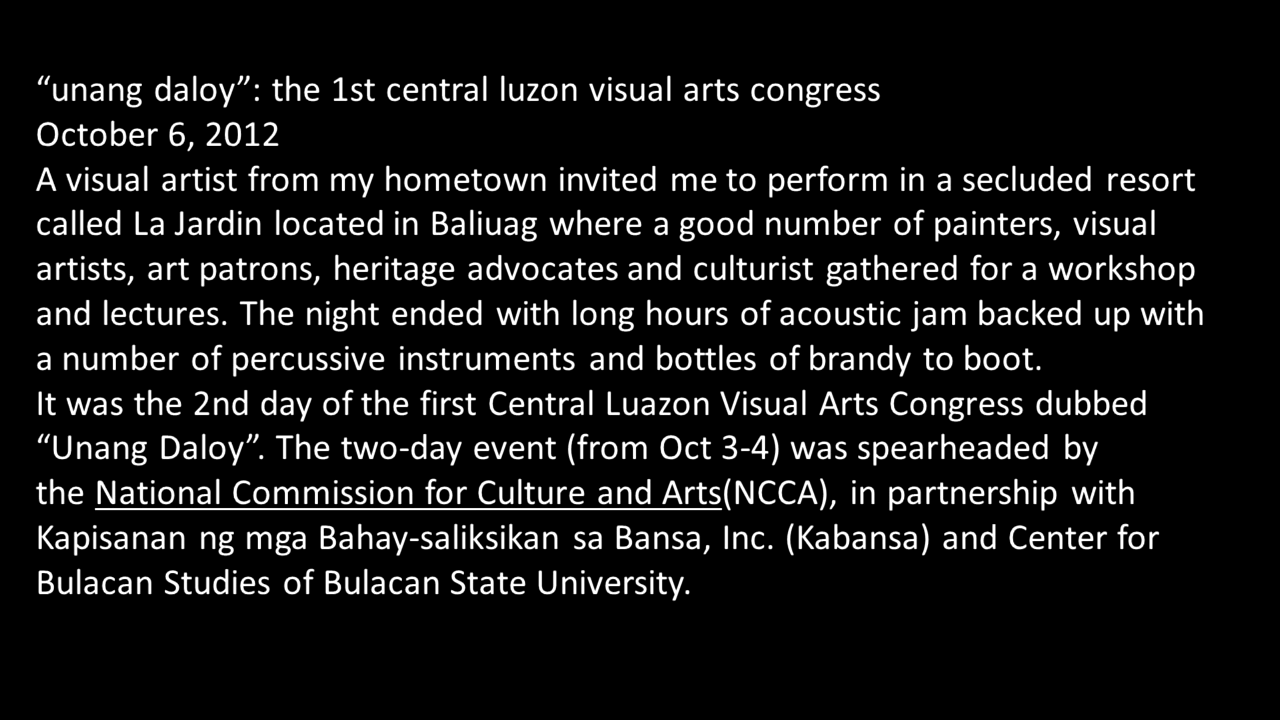 “unang daloy”: the 1st central luzon visual arts congress
October 6, 2012
A visual artist from my hometown invited me to perform in a secluded resort
called La Jardin located in Baliuag where a good number of painters, visual
artists, art patrons, heritage advocates and culturist gathered for a workshop
and lectures. The night ended with long hours of acoustic jam backed up with
a number of percussive instruments and bottles of brandy to boot.
It was the 2nd day of the first Central Luazon Visual Arts Congress dubbed
“Unang Daloy”. The two-day event (from Oct 3-4) was spearheaded by
the National Commission for Culture and Arts(NCCA), in partnership with
Kapisanan ng mga Bahay-saliksikan sa Bansa, Inc. (Kabansa) and Center for
Bulacan Studies of Bulacan State University.